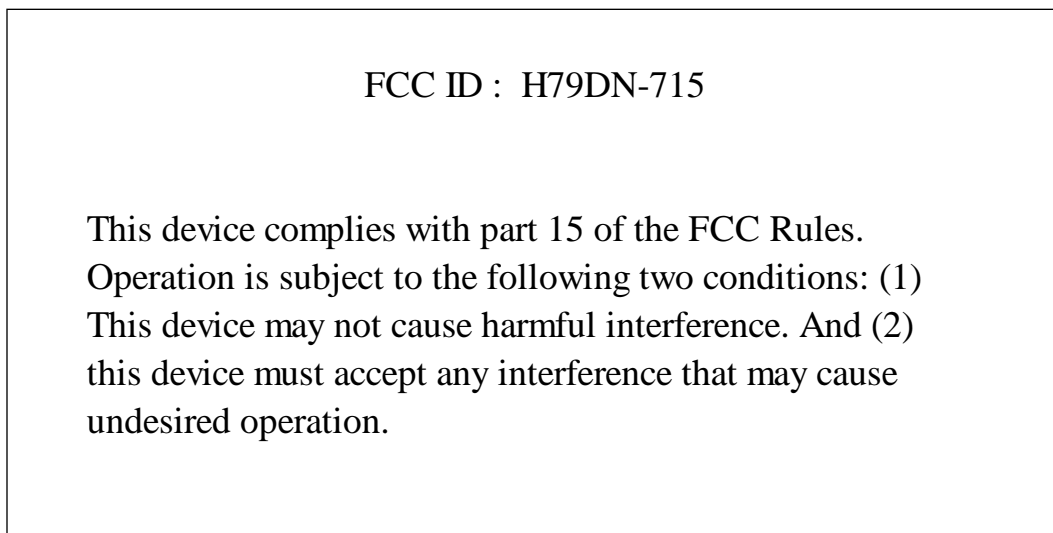 FCC ID :  H79DN-715
This device complies with part 15 of the FCC Rules.
Operation is subject to the following two conditions: (1)
This device may not cause harmful interference. And (2)
this device must accept any interference that may cause
undesired operation.